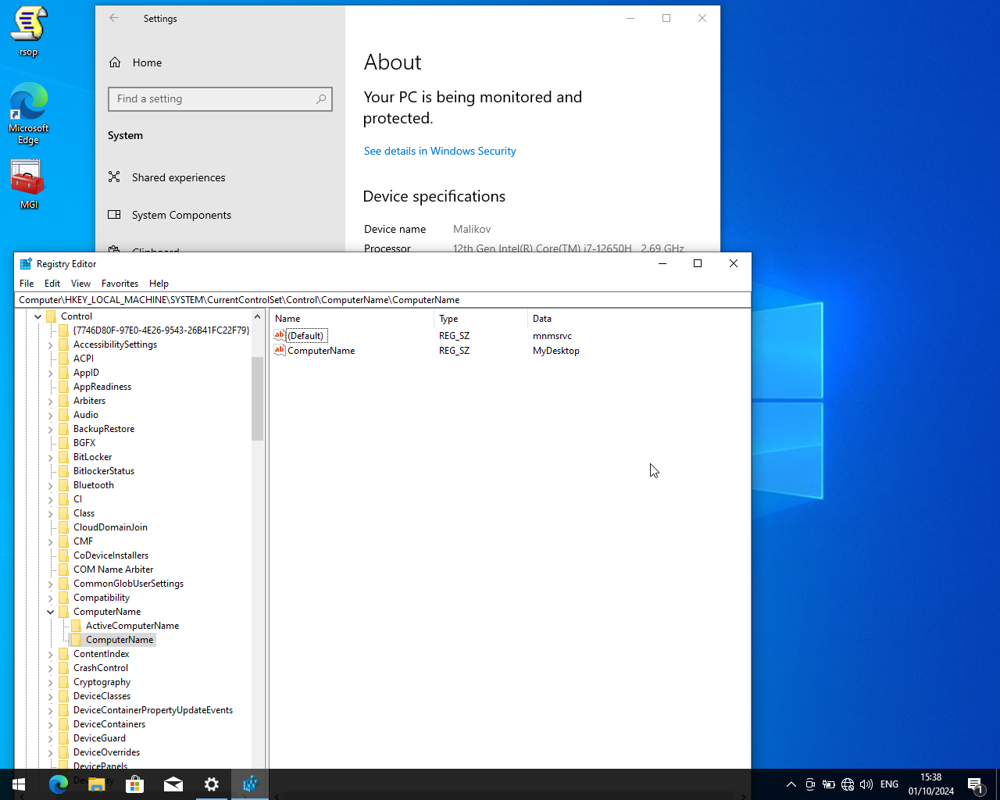 rsop
Microsoft
Edge
MGI
Settings
Home
Find a setting
System
Shared experiences
System Components
Clipboard
About
Your PC is being monitored and
protected.
See details in Windows Security
Device specifications
Device name Malikov
Processor 12th Gen Intel(R) Core(TM) i7-12650H 2.69 GHz
Registry Editor
File Edit View Favorites Help
Computer\HKEY_LOCAL_MACHINE\SYSTEM\CurrentControlSet\Control\ComputerName\ComputerName
Control
{7746D80F-97E0-4E26-9543-26B41FC22F79}
AccessibilitySettings
ACPI
AppID
AppReadiness
Arbiters
Audio
BackupRestore
BGFX
BitLocker
BitlockerStatus
Bluetooth
CI
Class
CloudDomainJoin
CMF
CoDeviceInstallers
COM Name Arbiter
CommonGlobUserSettings
Compatibility
ComputerName
ActiveComputerName
ComputerName
ContentIndex
CrashControl
Cryptography
DeviceClasses
DeviceContainerPropertyUpdateEvents
DeviceContainers
DeviceGuard
DeviceOverrides
DevicePanels
Name Type Data
(Default) REG_SZ mnmsrvc
ComputerName REG_SZ MyDesktop
ENG
15:38
01/10/2024
1